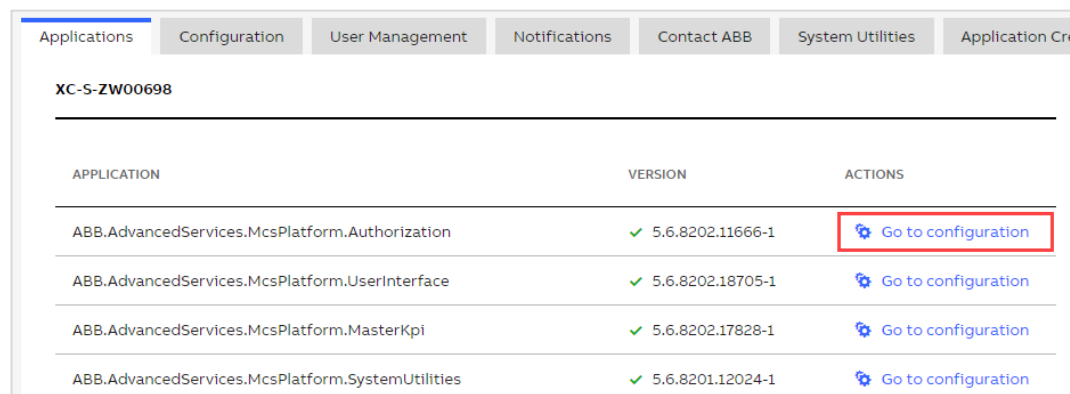 Applications Configuration User Management Notifications Contact ABB System Utilities Application Cre
XC-S-ZW00698
APPLICATION VERSION ACTIONS
ABB.AdvancedServices.McsPlatform.Authorization 5.6.8202.11666-1 Go to configuration
ABB.AdvancedServices.McsPlatform.UserInterface 5.6.8202.18705-1 Go to configuration
ABB.AdvancedServices.McsPlatform.MasterKpi 5.6.8202.17828-1 Go to configuration
ABB.AdvancedServices.McsPlatform.SystemUtilities 5.6.8201.12024-1 Go to configuration